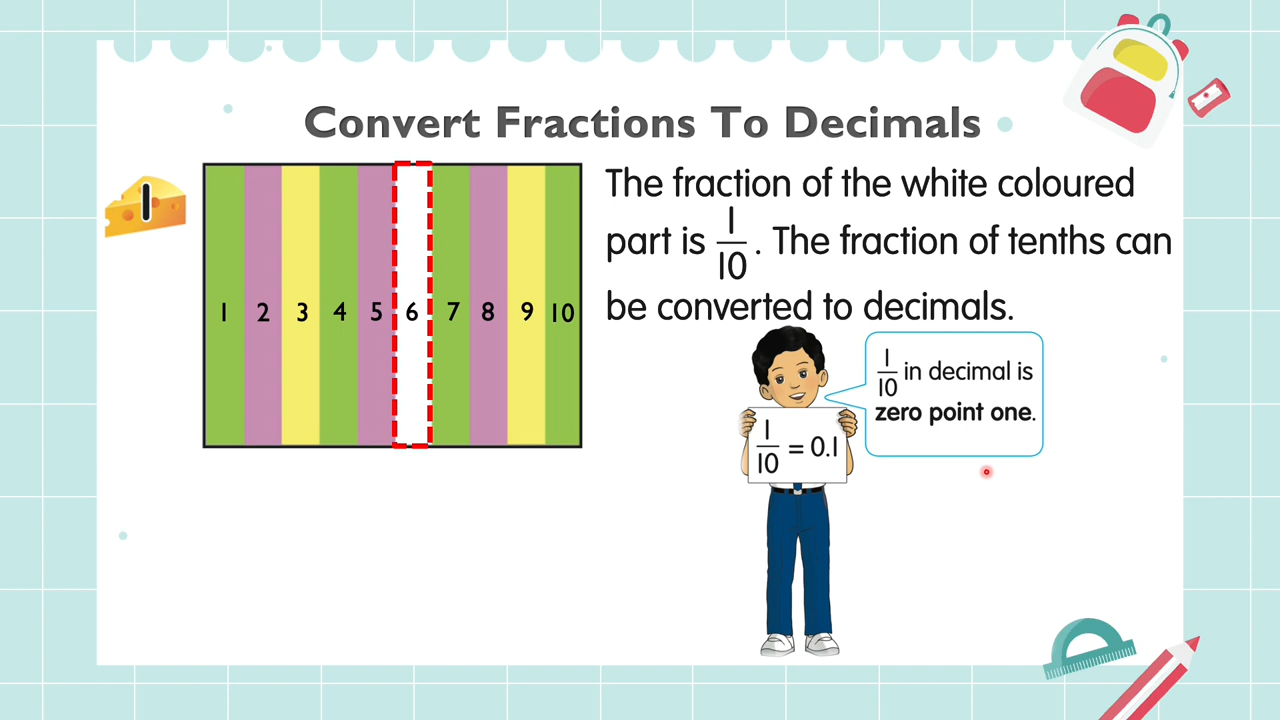 Convert Fractions To Decimals
1
1 2 3 4 5 6 7 8 9 10
The fraction of the white coloured
part is 1/10. The fraction of tenths can
be converted to decimals.
1/10 in decimal is
zero point one.
1/10 = 0.1